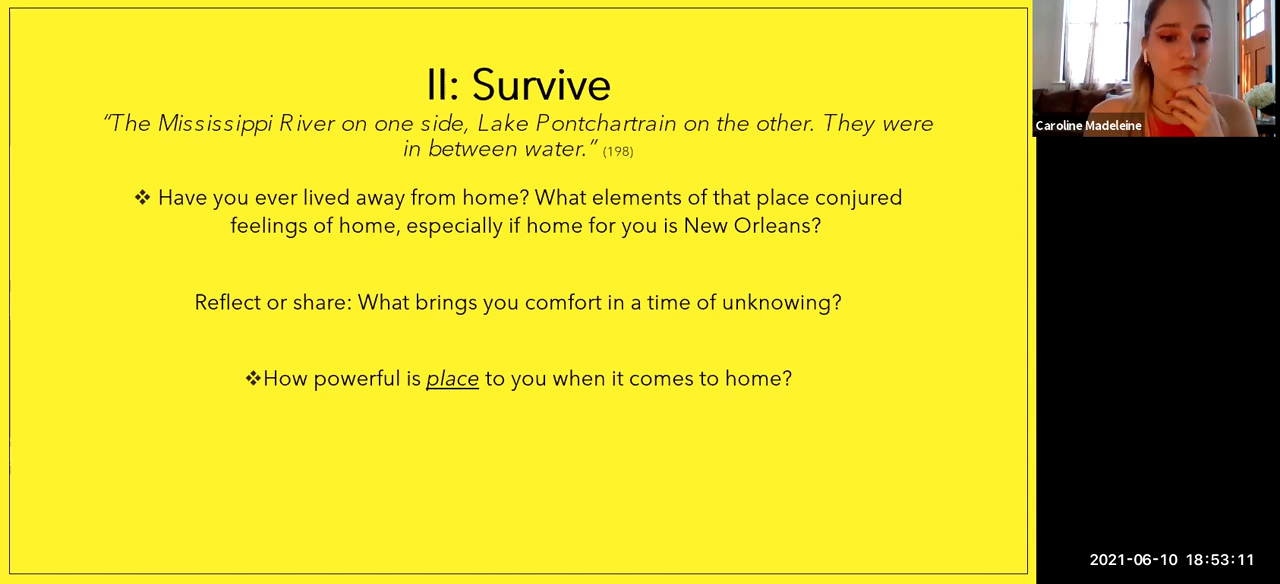 II: Survive
“The Mississippi River on one side, Lake Pontchartrain on the other. They were
in between water.” (198)
❖ Have you ever lived away from home? What elements of that place conjured
feelings of home, especially if home for you is New Orleans?
Reflect or share: What brings you comfort in a time of unknowing?
❖How powerful is place to you when it comes to home?
Caroline Madeleine
2021-06-10 18:53:11